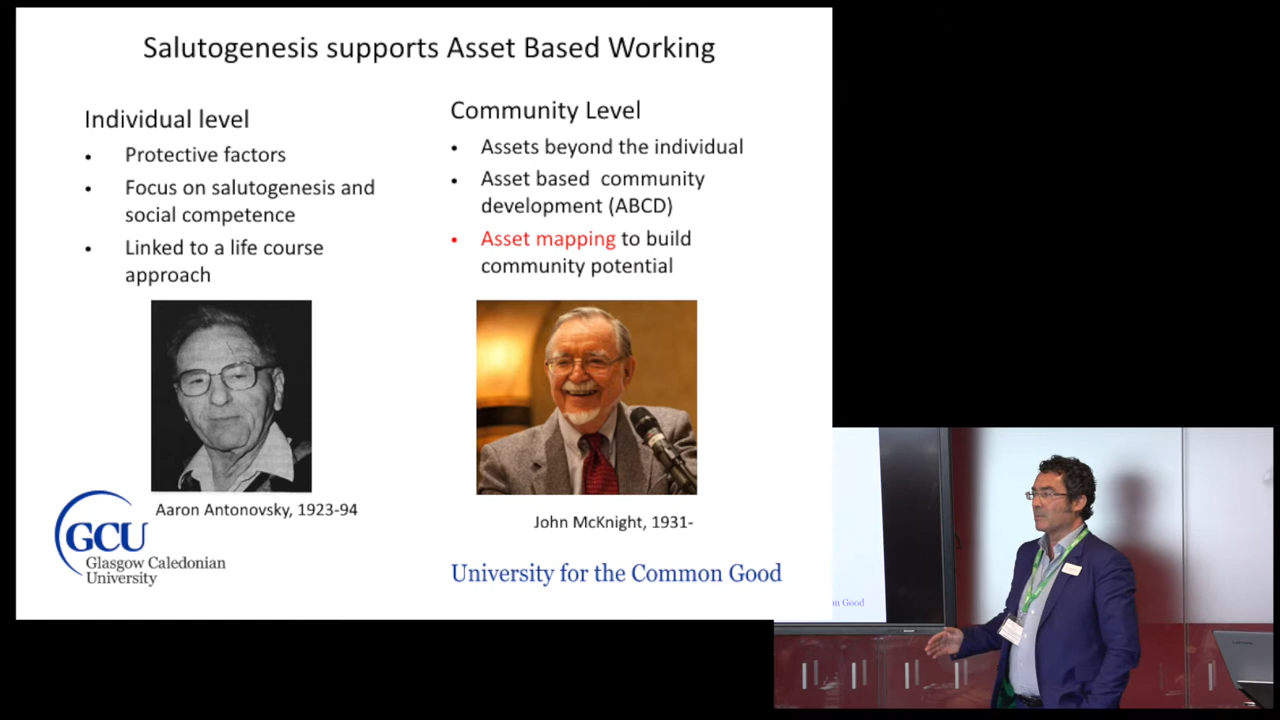 Salutogenesis supports Asset Based Working
Individual level
• Protective factors
• Focus on salutogenesis and
social competence
• Linked to a life course
approach
Aaron Antonovsky, 1923-94
Community Level
• Assets beyond the individual
• Asset based community
development (ABCD)
• Asset mapping to build
community potential
John McKnight, 1931-
GCU
Glasgow Caledonian
University
University for the Common Good
on Good